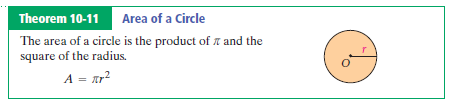 Theorem 10-11 Area of a Circle
The area of a circle is the product of π and the
square of the radius.
A = πr²
r
O